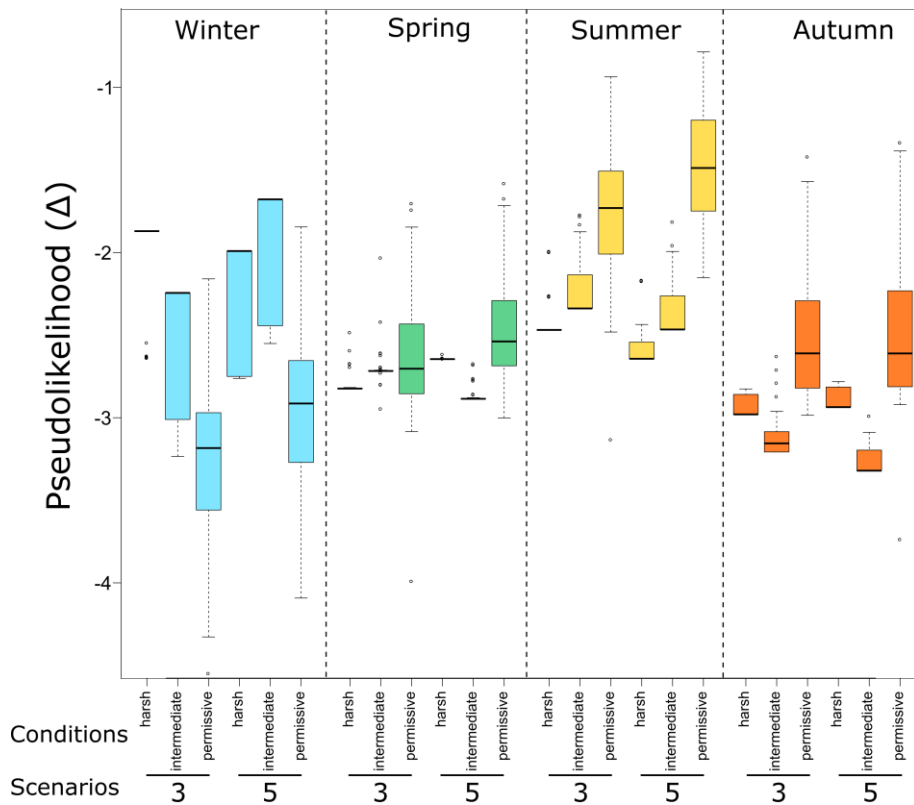 Winter Spring Summer Autumn
Pseudolikelihood (Δ)
-1
-2
-3
-4
Conditions harsh intermediate permissive harsh intermediate permissive harsh intermediate permissive harsh intermediate permissive harsh intermediate permissive harsh intermediate permissive harsh intermediate permissive harsh intermediate permissive
Scenarios 3 5 3 5 3 5 3 5